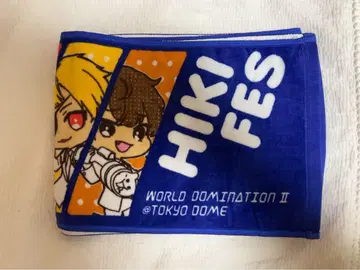 HIKI
FES
WORLD DOMINATION II
@TOKYO DOME